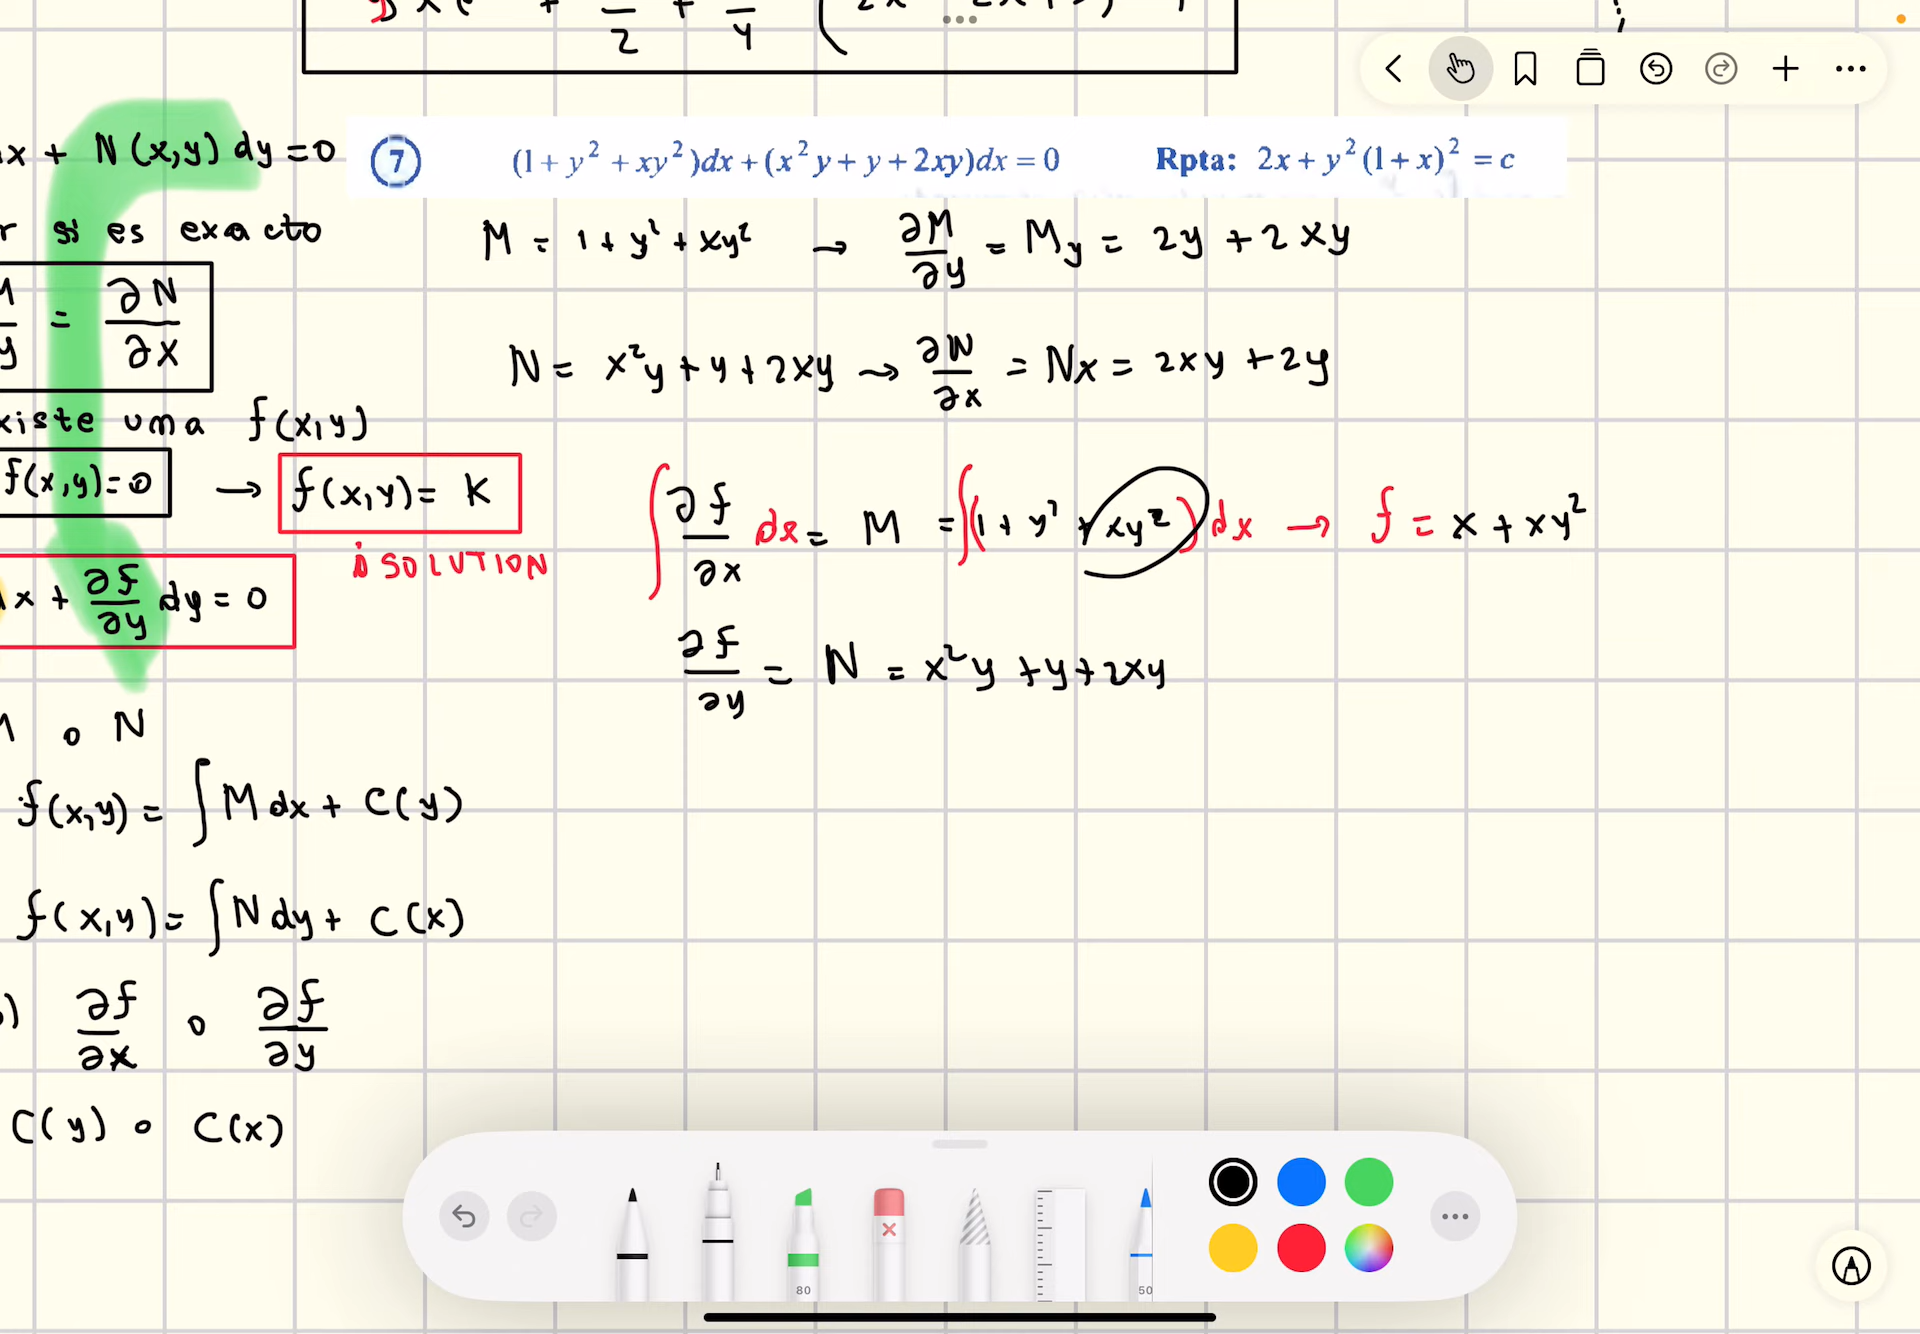 x + N(x,y) dy = 0
7 (1 + y² + xy²)dx + (x²y + y + 2xy)dx = 0 Rpta: 2x + y²(1 + x)² = c
r si es exacto
M = 1 + y² + xy² → ∂M/∂y = My = 2y + 2xy
= ∂N/∂x
N = x²y + y + 2xy → ∂N/∂x = Nx = 2xy + 2y
xiste una f(x,y)
f(x,y)=0 → f(x,y) = K
¡SOLUTION
∫ ∂f/∂x dx = M = ∫(1 + y² + xy²)dx → f = x + xy²
x + ∂f/∂y dy = 0
∂f/∂y = N = x²y + y + 2xy
o N
f(x,y) = ∫M dx + C(y)
f(x,y) = ∫N dy + C(x)
) ∂f/∂x o ∂f/∂y
C(y) o C(x)
80
50